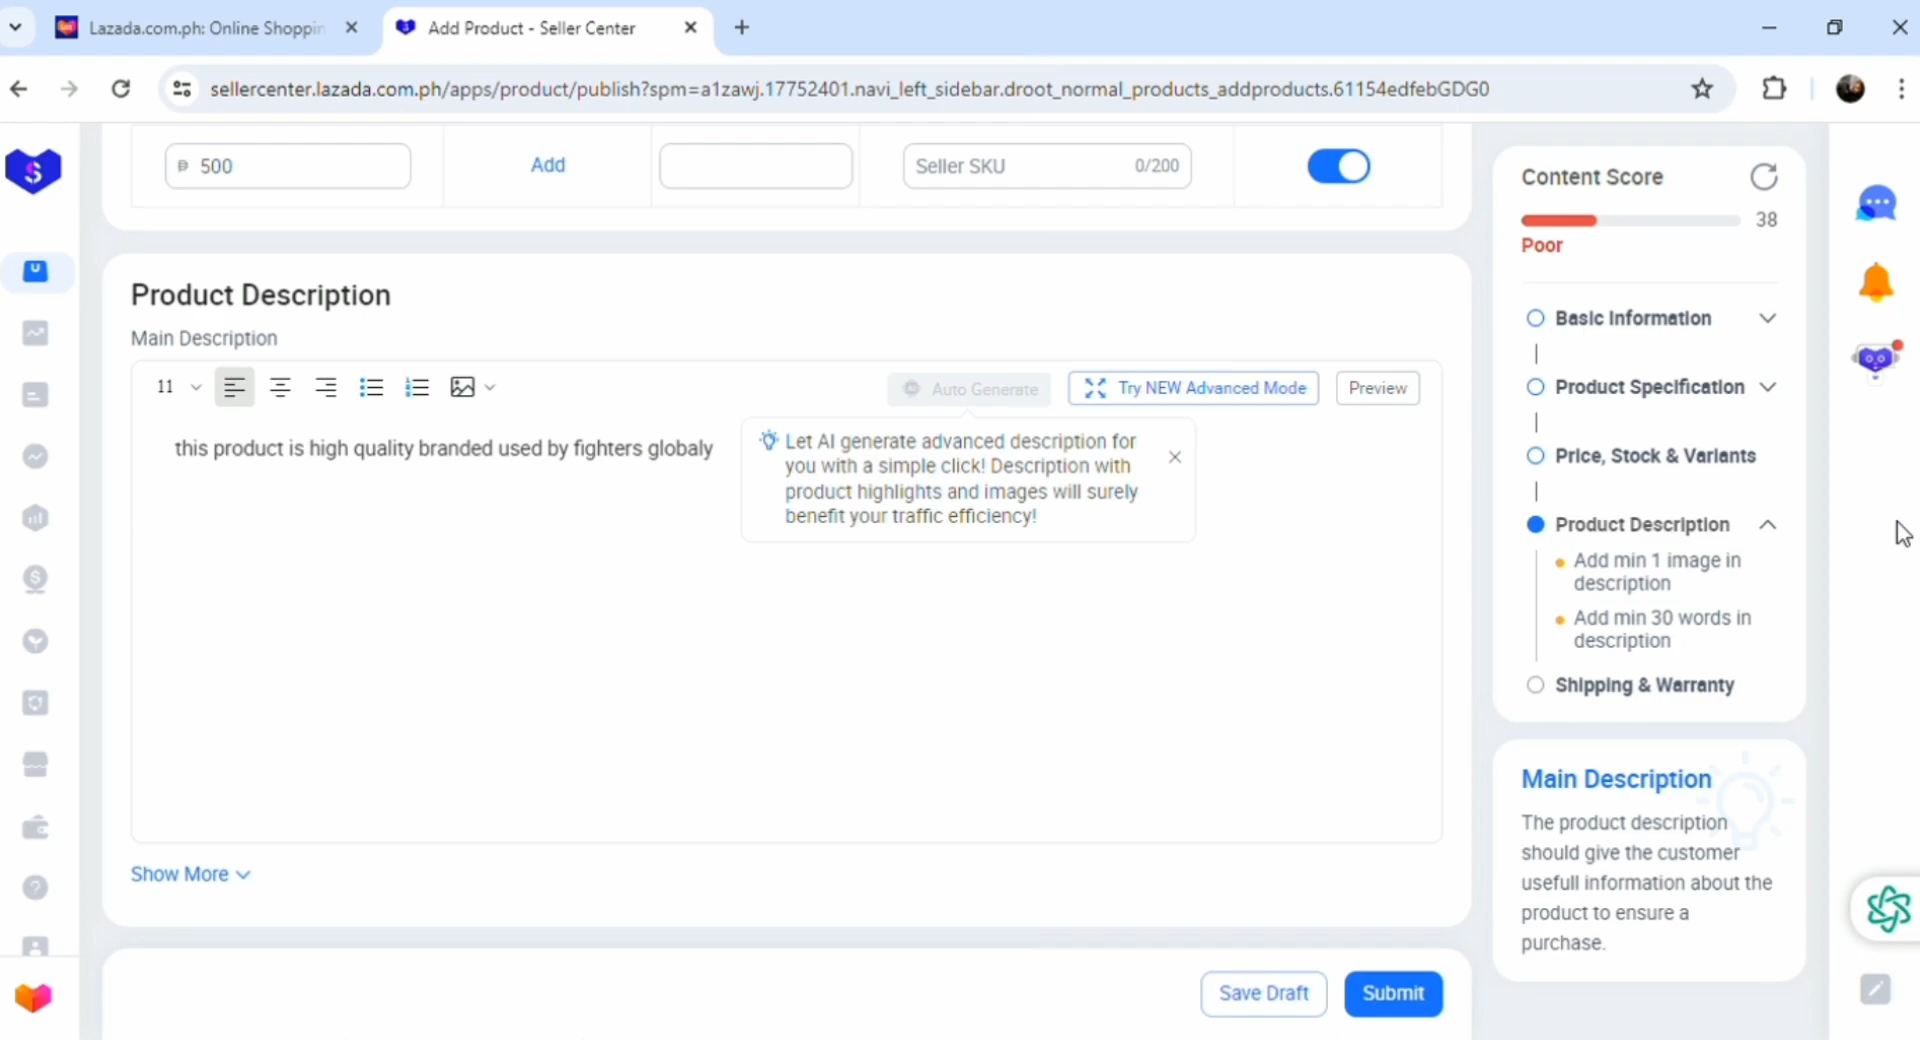 Lazada.com.ph: Online Shoppin
Add Product - Seller Center
sellercenter.lazada.com.ph/apps/product/publish?spm=a1zawj.17752401.navi_left_sidebar.droot_normal_products_addproducts.61154edfebGDG0
₱ 500
Add
Seller SKU 0/200
Product Description
Main Description
11
Auto Generate
Try NEW Advanced Mode
Preview
this product is high quality branded used by fighters globaly
Let AI generate advanced description for
you with a simple click! Description with
product highlights and images will surely
benefit your traffic efficiency!
Show More
Save Draft
Submit
Content Score
38
Poor
Basic Information
Product Specification
Price, Stock & Variants
Product Description
Add min 1 image in
description
Add min 30 words in
description
Shipping & Warranty
Main Description
The product description
should give the customer
usefull information about the
product to ensure a
purchase.